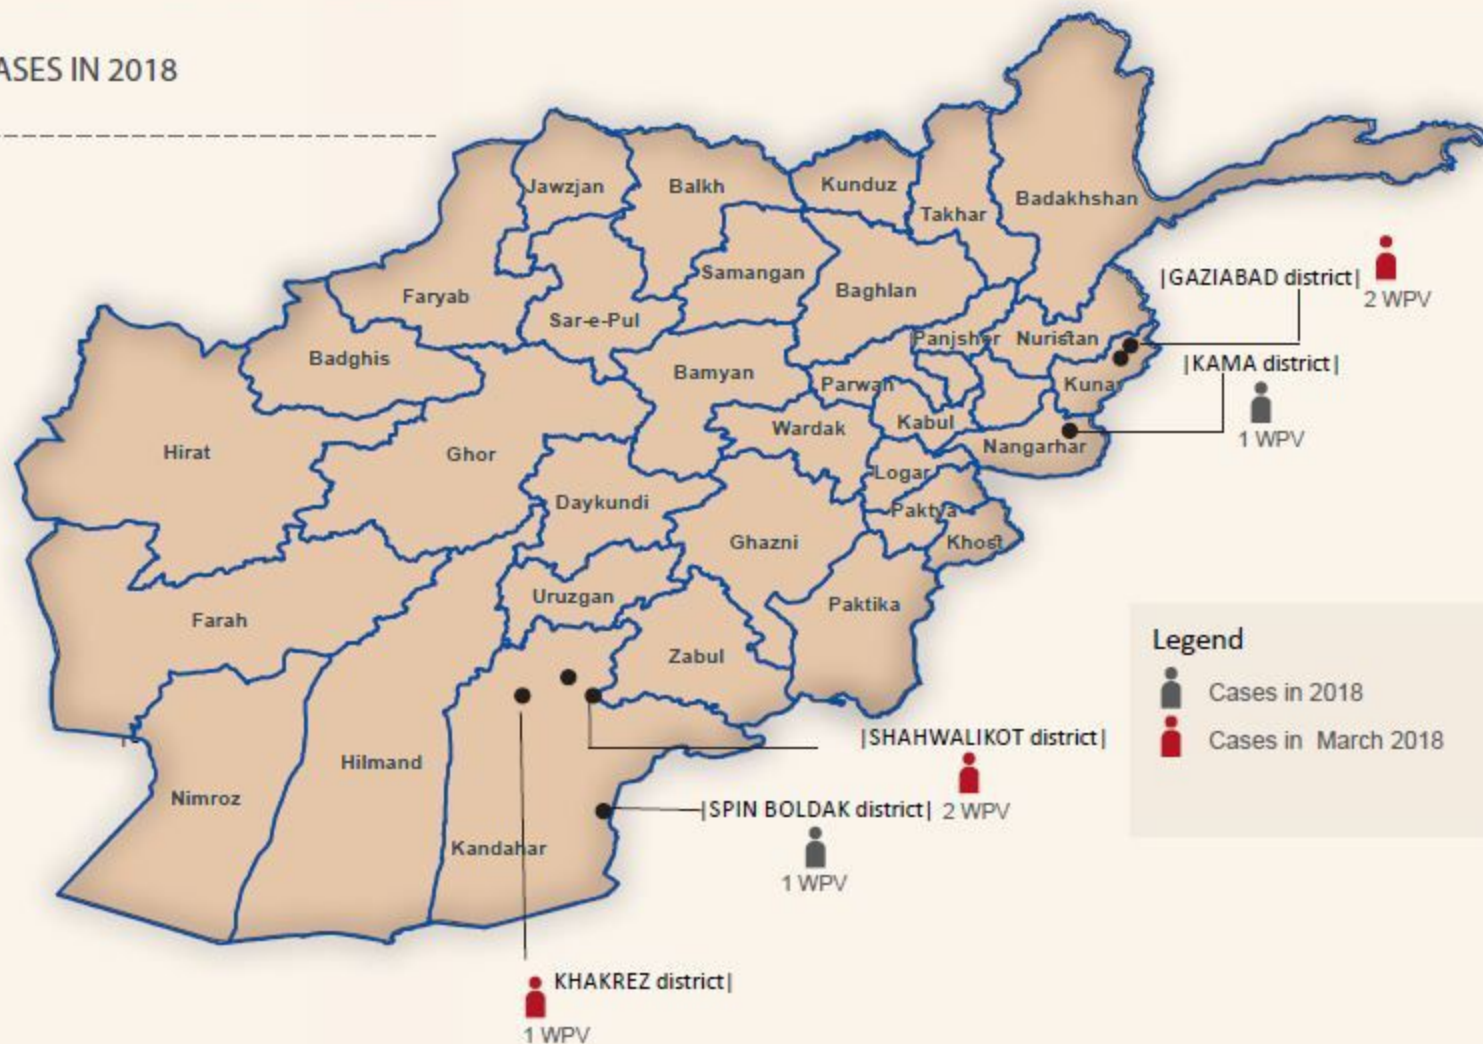 ASES IN 2018
Jawzjan
Balkh
Kunduz
Takhar
Badakhshan
Faryab
Samangan
Baghlan
|GAZIABAD district|
2 WPV
Sar-e-Pul
Badghis
Panjsher
Nuristan
|KAMA district|
1 WPV
Bamyan
Parwan
Kunar
Hirat
Ghor
Wardak
Kabul
Nangarhar
Logar
Daykundi
Paktya
Ghazni
Khost
Uruzgan
Paktika
Farah
Zabul
Legend
Cases in 2018
Cases in March 2018
|SHAHWALIKOT district|
2 WPV
Hilmand
Nimroz
|SPIN BOLDAK district|
1 WPV
Kandahar
KHAKREZ district|
1 WPV